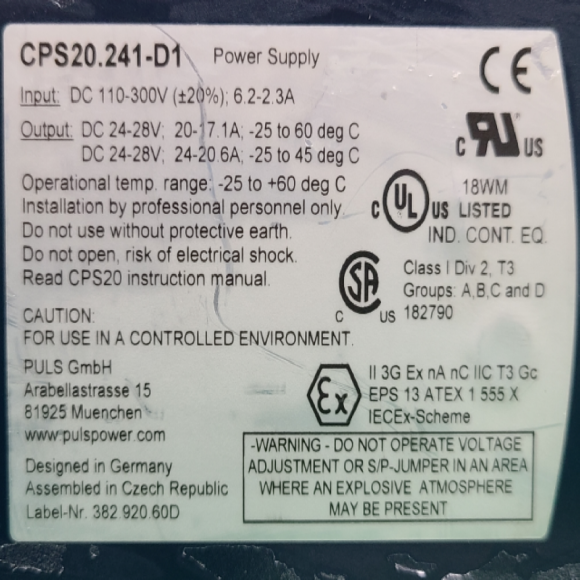 CPS20.241-D1 Power Supply
CE
Input: DC 110-300V (±20%); 6.2-2.3A
Output: DC 24-28V; 20-17.1A; -25 to 60 deg C
DC 24-28V; 24-20.6A; -25 to 45 deg C
c RU US
Operational temp. range: -25 to +60 deg C
Installation by professional personnel only.
Do not use without protective earth.
Do not open, risk of electrical shock.
Read CPS20 instruction manual.
c UL US 18WM
LISTED
IND. CONT. EQ.
c SA US
Class I Div 2, T3
Groups: A,B,C and D
182790
CAUTION:
FOR USE IN A CONTROLLED ENVIRONMENT.
PULS GmbH
Arabellastrasse 15
81925 Muenchen
www.pulspower.com
Ex
II 3G Ex nA nC IIC T3 Gc
EPS 13 ATEX 1 555 X
IECEx-Scheme
Designed in Germany
Assembled in Czech Republic
Label-Nr. 382 920.60D
-WARNING - DO NOT OPERATE VOLTAGE
ADJUSTMENT OR S/P-JUMPER IN AN AREA
WHERE AN EXPLOSIVE ATMOSPHERE
MAY BE PRESENT